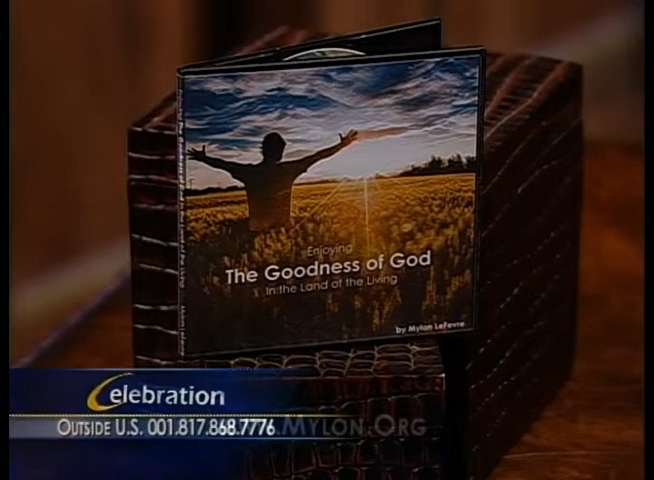 Enjoying
The Goodness of God
In the Land of the Living
by Mylon LeFevre
Celebration
OUTSIDE U.S. 001.817.868.7776
MYLON.ORG